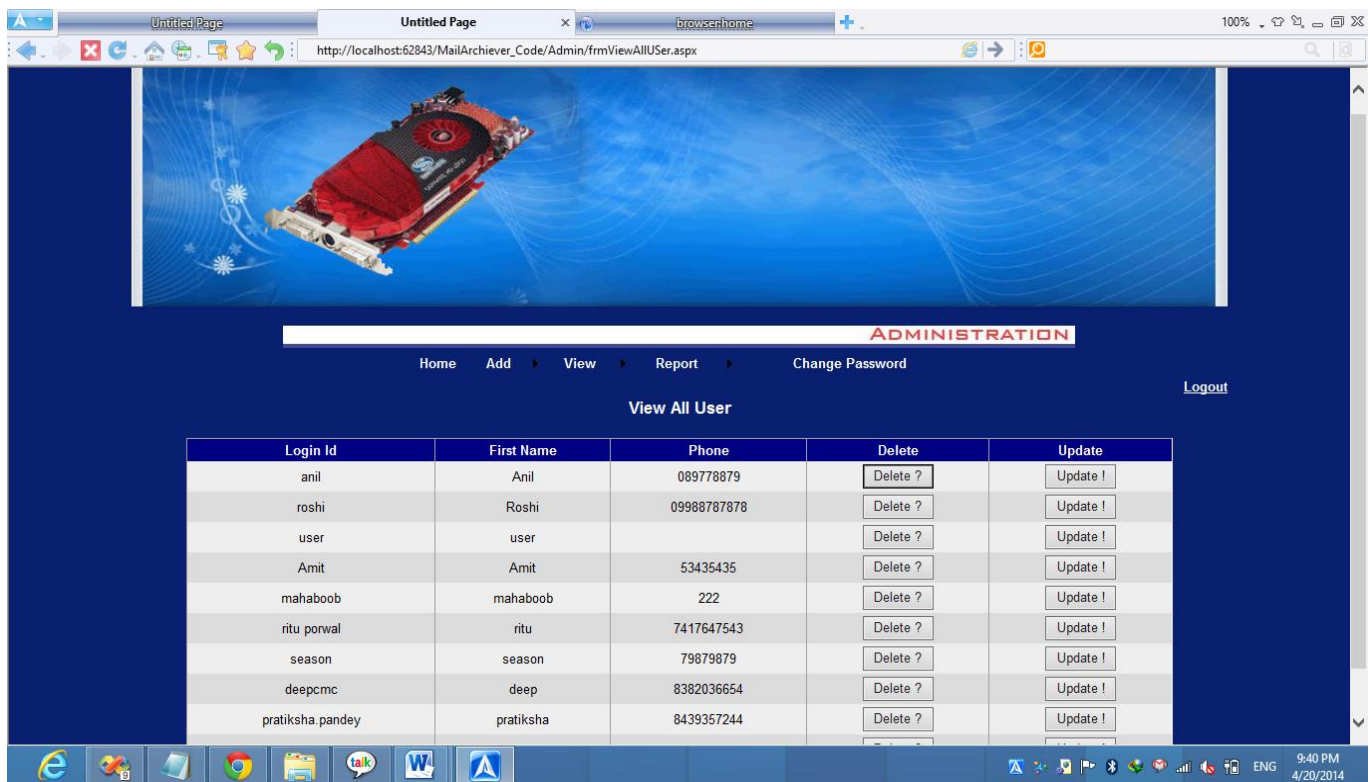 Untitled Page
Untitled Page
browser:home
100%
http://localhost:62843/MailArchiever_Code/Admin/frmViewAllUSer.aspx
ADMINISTRATION
Home Add View Report Change Password
Logout
View All User
Login Id First Name Phone Delete Update
anil Anil 089778879 Delete ? Update !
roshi Roshi 09988787878 Delete ? Update !
user user Delete ? Update !
Amit Amit 53435435 Delete ? Update !
mahaboob mahaboob 222 Delete ? Update !
ritu porwal ritu 7417647543 Delete ? Update !
season season 79879879 Delete ? Update !
deepcmc deep 8382036654 Delete ? Update !
pratiksha.pandey pratiksha 8439357244 Delete ? Update !
talk
ENG
9:40 PM
4/20/2014